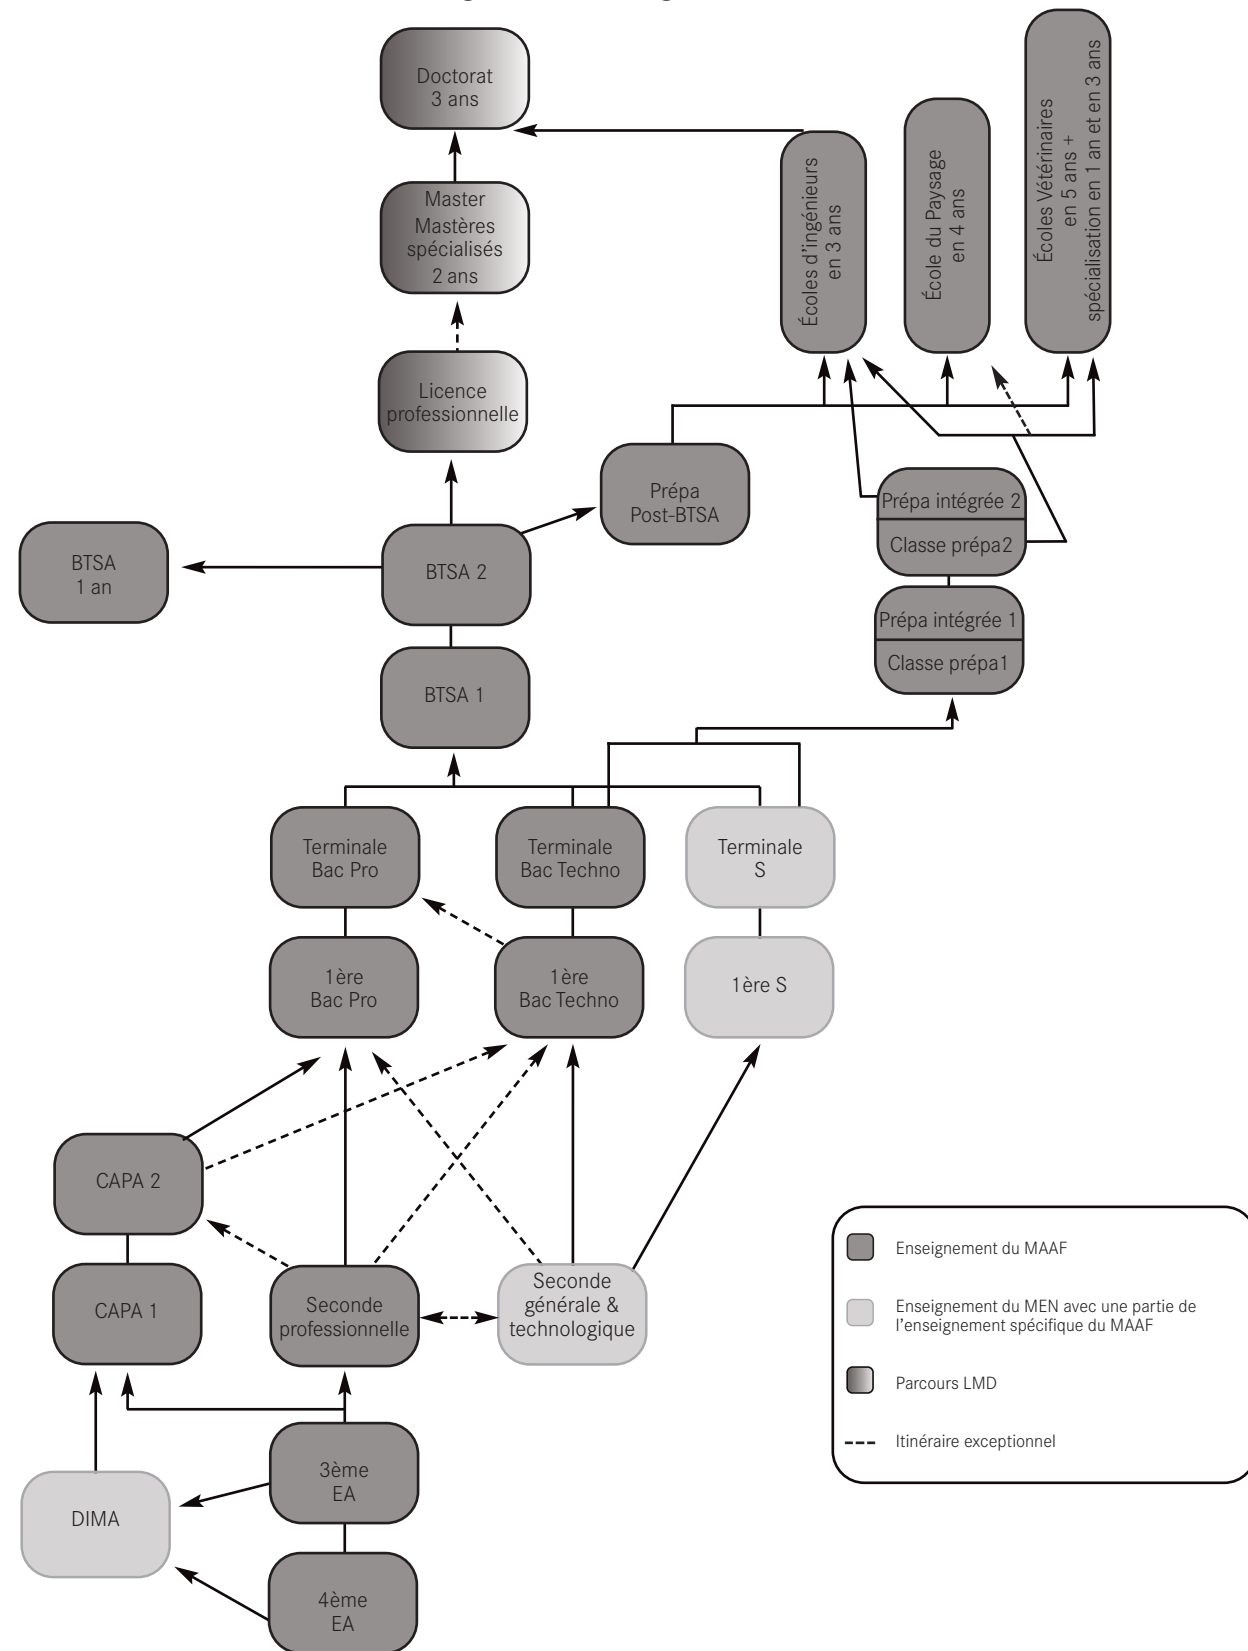 Doctorat
3 ans
Master
Mastères
spécialisés
2 ans
Licence
professionnelle
Écoles d'ingénieurs
en 3 ans
École du Paysage
en 4 ans
Écoles Vétérinaires
en 5 ans +
spécialisation en 1 an et en 3 ans
Prépa
Post-BTSA
Prépa intégrée 2
Classe prépa2
BTSA
1 an
BTSA 2
Prépa intégrée 1
Classe prépa1
BTSA 1
Terminale
Bac Pro
Terminale
Bac Techno
Terminale
S
1ère
Bac Pro
1ère
Bac Techno
1ère S
CAPA 2
CAPA 1
Seconde
professionnelle
Seconde
générale &
technologique
3ème
EA
DIMA
4ème
EA
Enseignement du MAAF
Enseignement du MEN avec une partie de
l'enseignement spécifique du MAAF
Parcours LMD
Itinéraire exceptionnel